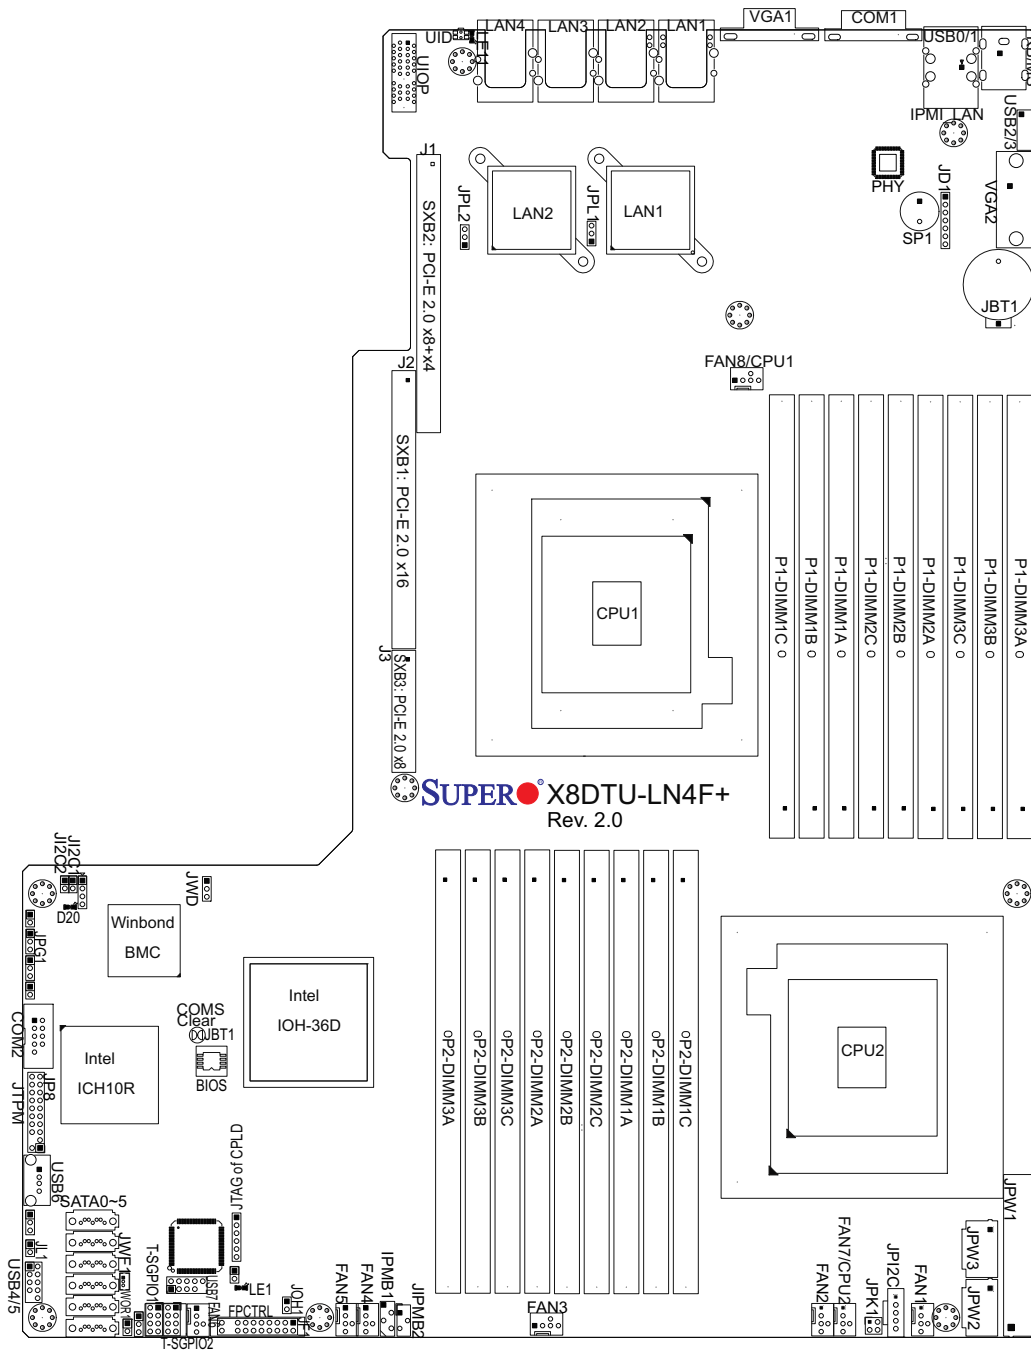 UID
LE11
LAN4
LAN3
LAN2
LAN1
VGA1
COM1
USB0/1
UIOP
IPMI_LAN
USB2/3
J1
JPL2
LAN2
JPL1
LAN1
PHY
JD1
SP1
VGA2
JBT1
SXB2: PCI-E 2.0 x8+x4
J2
FAN8/CPU1
SXB1: PCI-E 2.0 x16
CPU1
P1-DIMM1C
P1-DIMM1B
P1-DIMM1A
P1-DIMM2C
P1-DIMM2B
P1-DIMM2A
P1-DIMM3C
P1-DIMM3B
P1-DIMM3A
J3
SXB3: PCI-E 2.0 x8
SUPER X8DTU-LN4F+
Rev. 2.0
JI2C2
JI2C1
JWD
D20
Winbond
BMC
JPG1
Intel
IOH-36D
COMS
Clear
JBT1
BIOS
COM2
Intel
ICH10R
JP8
JTPM
P2-DIMM3A
P2-DIMM3B
P2-DIMM3C
P2-DIMM2A
P2-DIMM2B
P2-DIMM2C
P2-DIMM1A
P2-DIMM1B
P2-DIMM1C
CPU2
USB6
JTAG of CPLD
SATA0~5
JPW1
JL1
JWF1
T-SGPIO1
USB7
LE1
USB4/5
JWOR1
FAN6
FPCTRL
JOH1
JF1
T-SGPIO2
FAN5
FAN4
IPMB1
JIPMB2
FAN3
FAN2
FAN7/CPU2
JPK1
JPI2C
FAN1
JPW3
JPW2